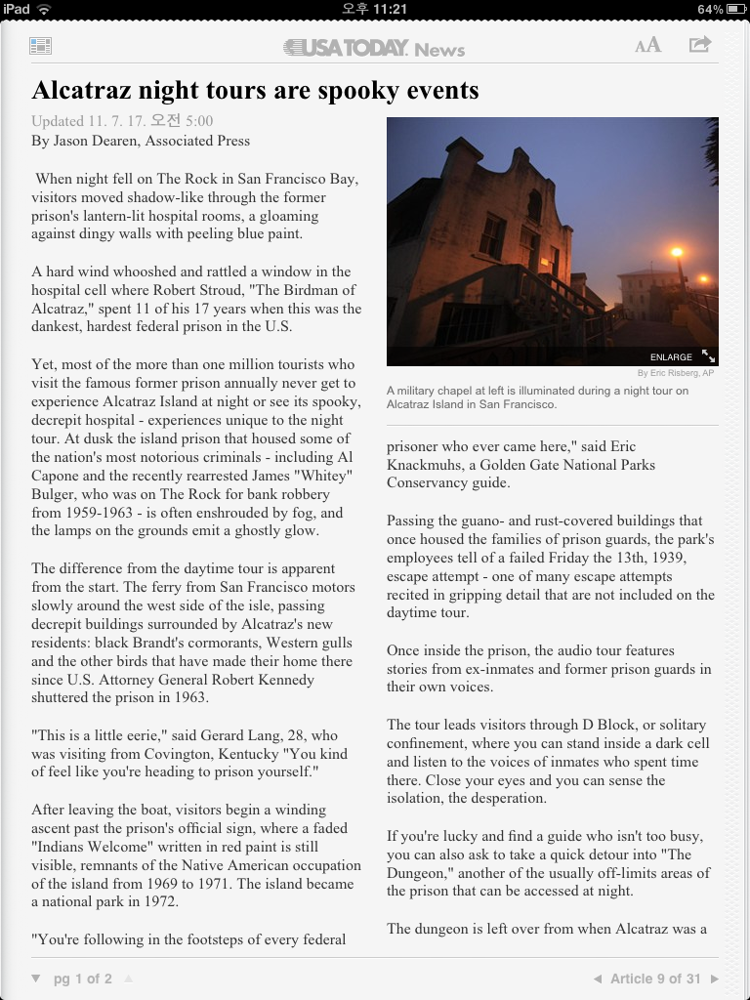 iPad
오후 11:21
64%
USA TODAY. News
AA
Alcatraz night tours are spooky events
Updated 11. 7. 17. 오전 5:00
By Jason Dearen, Associated Press
When night fell on The Rock in San Francisco Bay,
visitors moved shadow-like through the former
prison's lantern-lit hospital rooms, a gloaming
against dingy walls with peeling blue paint.
A hard wind whooshed and rattled a window in the
hospital cell where Robert Stroud, "The Birdman of
Alcatraz," spent 11 of his 17 years when this was the
dankest, hardest federal prison in the U.S.
Yet, most of the more than one million tourists who
visit the famous former prison annually never get to
experience Alcatraz Island at night or see its spooky,
decrepit hospital - experiences unique to the night
tour. At dusk the island prison that housed some of
the nation's most notorious criminals - including Al
Capone and the recently rearrested James "Whitey"
Bulger, who was on The Rock for bank robbery
from 1959-1963 - is often enshrouded by fog, and
the lamps on the grounds emit a ghostly glow.
The difference from the daytime tour is apparent
from the start. The ferry from San Francisco motors
slowly around the west side of the isle, passing
decrepit buildings surrounded by Alcatraz's new
residents: black Brandt's cormorants, Western gulls
and the other birds that have made their home there
since U.S. Attorney General Robert Kennedy
shuttered the prison in 1963.
"This is a little eerie," said Gerard Lang, 28, who
was visiting from Covington, Kentucky "You kind
of feel like you're heading to prison yourself."
After leaving the boat, visitors begin a winding
ascent past the prison's official sign, where a faded
"Indians Welcome" written in red paint is still
visible, remnants of the Native American occupation
of the island from 1969 to 1971. The island became
a national park in 1972.
"You're following in the footsteps of every federal
ENLARGE
By Eric Risberg, AP
A military chapel at left is illuminated during a night tour on
Alcatraz Island in San Francisco.
prisoner who ever came here," said Eric
Knackmuhs, a Golden Gate National Parks
Conservancy guide.
Passing the guano- and rust-covered buildings that
once housed the families of prison guards, the park's
employees tell of a failed Friday the 13th, 1939,
escape attempt - one of many escape attempts
recited in gripping detail that are not included on the
daytime tour.
Once inside the prison, the audio tour features
stories from ex-inmates and former prison guards in
their own voices.
The tour leads visitors through D Block, or solitary
confinement, where you can stand inside a dark cell
and listen to the voices of inmates who spent time
there. Close your eyes and you can sense the
isolation, the desperation.
If you're lucky and find a guide who isn't too busy,
you can also ask to take a quick detour into "The
Dungeon," another of the usually off-limits areas of
the prison that can be accessed at night.
The dungeon is left over from when Alcatraz was a
pg 1 of 2
Article 9 of 31